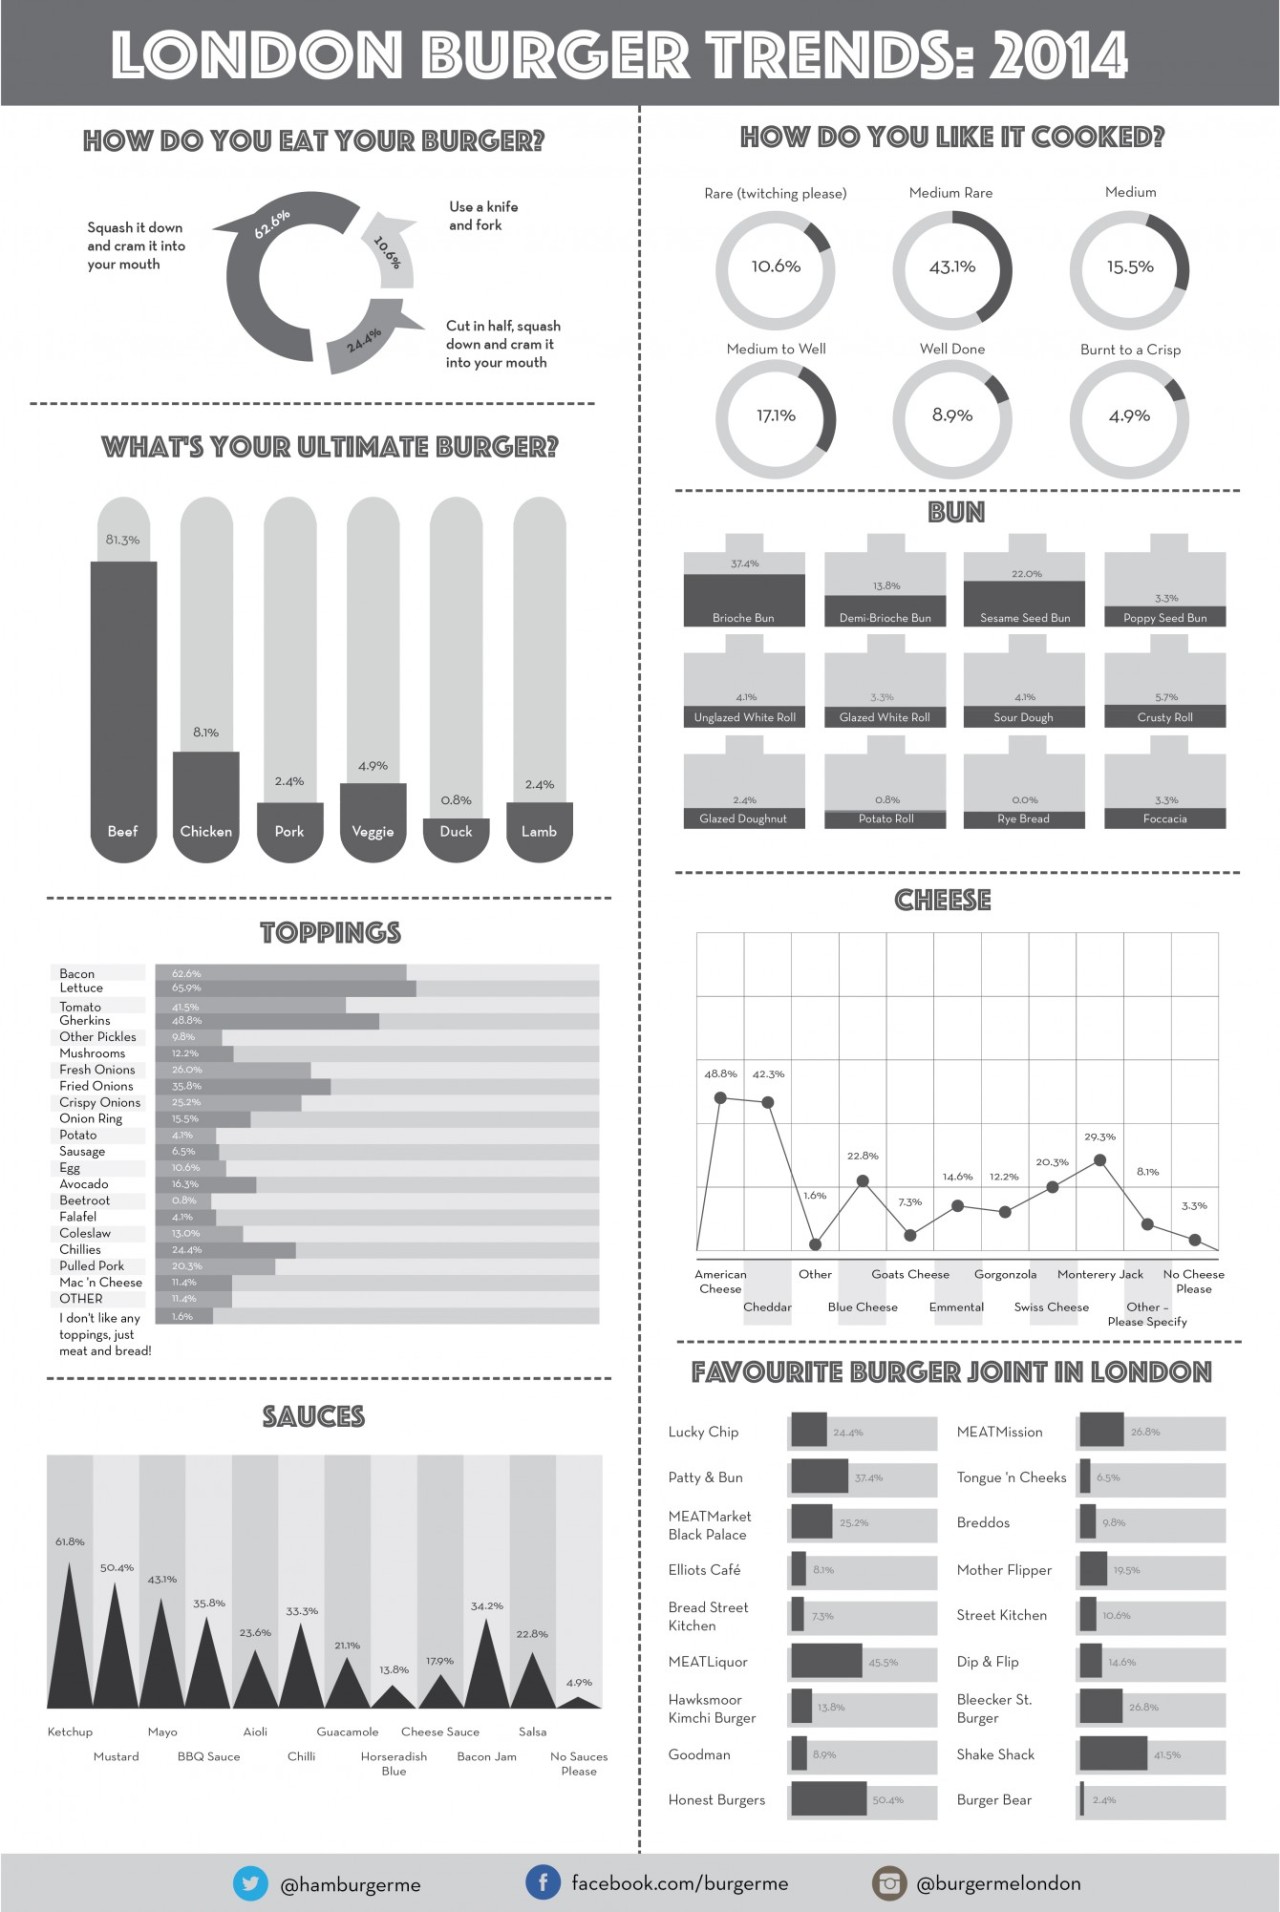 LONDON BURGER TRENDS: 2014
HOW DO YOU EAT YOUR BURGER?
Squash it down
and cram it into
your mouth
62.6%
Use a knife
and fork
10.6%
Cut in half, squash
down and cram it
into your mouth
24.4%
WHAT'S YOUR ULTIMATE BURGER?
81.3%
8.1%
2.4%
4.9%
0.8%
2.4%
Beef Chicken Pork Veggie Duck Lamb
TOPPINGS
Bacon 62.6%
Lettuce 65.9%
Tomato 41.5%
Gherkins 48.8%
Other Pickles 9.8%
Mushrooms 12.2%
Fresh Onions 26.0%
Fried Onions 35.8%
Crispy Onions 25.2%
Onion Ring 15.5%
Potato 4.1%
Sausage 6.5%
Egg 10.6%
Avocado 16.3%
Beetroot 0.8%
Falafel 4.1%
Coleslaw 13.0%
Chillies 24.4%
Pulled Pork 20.3%
Mac 'n Cheese 11.4%
OTHER 11.4%
I don't like any 1.6%
toppings, just
meat and bread!
SAUCES
61.8%
50.4%
43.1%
35.8%
23.6%
33.3%
21.1%
13.8%
17.9%
34.2%
22.8%
4.9%
Ketchup Mayo Aioli Guacamole Cheese Sauce Salsa
Mustard BBQ Sauce Chilli Horseradish Bacon Jam No Sauces
Blue Please
HOW DO YOU LIKE IT COOKED?
Rare (twitching please) Medium Rare Medium
10.6% 43.1% 15.5%
Medium to Well Well Done Burnt to a Crisp
17.1% 8.9% 4.9%
BUN
37.4% 13.8% 22.0% 3.3%
Brioche Bun Demi-Brioche Bun Sesame Seed Bun Poppy Seed Bun
4.1% 3.3% 4.1% 5.7%
Unglazed White Roll Glazed White Roll Sour Dough Crusty Roll
2.4% 0.8% 0.0% 3.3%
Glazed Doughnut Potato Roll Rye Bread Foccacia
CHEESE
48.8%
42.3%
1.6%
22.8%
7.3%
14.6%
12.2%
20.3%
29.3%
8.1%
3.3%
American Other Goats Cheese Gorgonzola Monterery Jack No Cheese
Cheese Please
Cheddar Blue Cheese Emmental Swiss Cheese Other –
Please Specify
FAVOURITE BURGER JOINT IN LONDON
Lucky Chip 24.4%
Patty & Bun 37.4%
MEATMarket
Black Palace 25.2%
Elliots Café 8.1%
Bread Street
Kitchen 7.3%
MEATLiquor 45.5%
Hawksmoor
Kimchi Burger 13.8%
Goodman 8.9%
Honest Burgers 50.4%
MEATMission 26.8%
Tongue 'n Cheeks 6.5%
Breddos 9.8%
Mother Flipper 19.5%
Street Kitchen 10.6%
Dip & Flip 14.6%
Bleecker St.
Burger 26.8%
Shake Shack 41.5%
Burger Bear 2.4%
@hamburgerme
facebook.com/burgerme
@burgermelondon